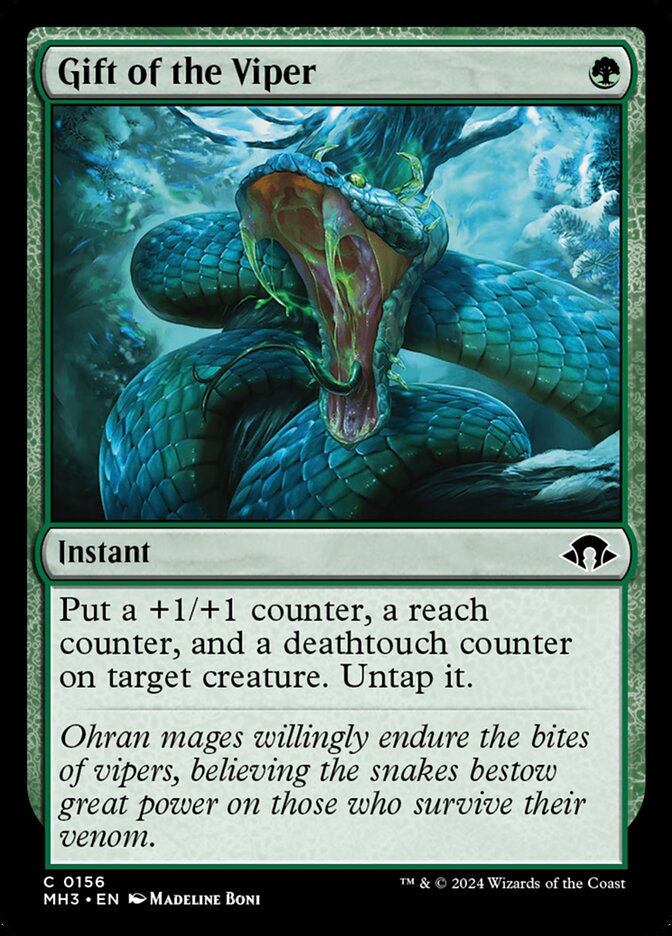 Gift of the Viper
Instant
Put a +1/+1 counter, a reach
counter, and a deathtouch counter
on target creature. Untap it.
Ohran mages willingly endure the bites
of vipers, believing the snakes bestow
great power on those who survive their
venom.
C 0156
MH3 • EN Madeline Boni
™ & © 2024 Wizards of the Coast